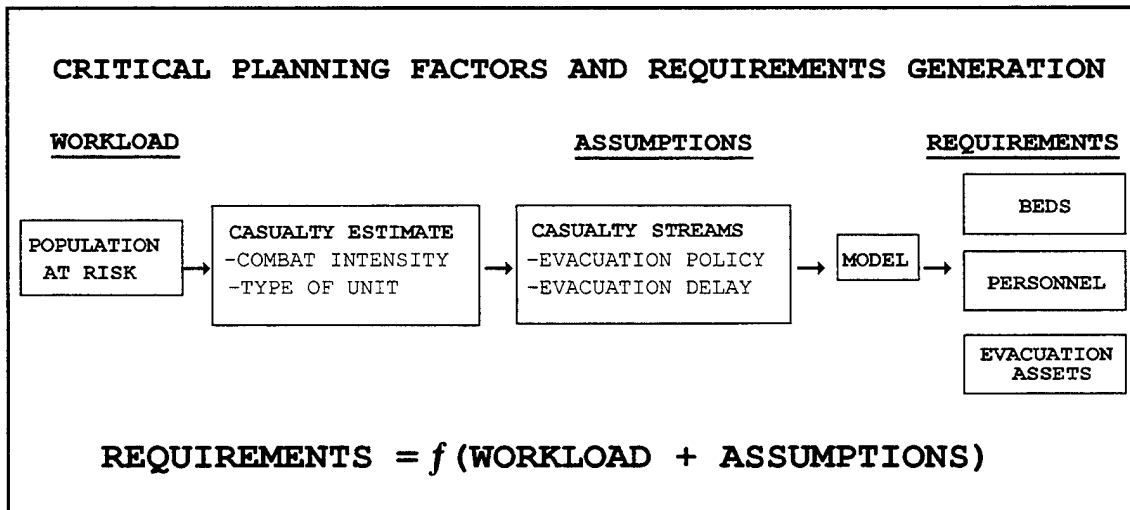 CRITICAL PLANNING FACTORS AND REQUIREMENTS GENERATION
WORKLOAD
ASSUMPTIONS
REQUIREMENTS
POPULATION
AT RISK
CASUALTY ESTIMATE
-COMBAT INTENSITY
-TYPE OF UNIT
CASUALTY STREAMS
-EVACUATION POLICY
-EVACUATION DELAY
MODEL
BEDS
PERSONNEL
EVACUATION
ASSETS
REQUIREMENTS = f (WORKLOAD + ASSUMPTIONS)